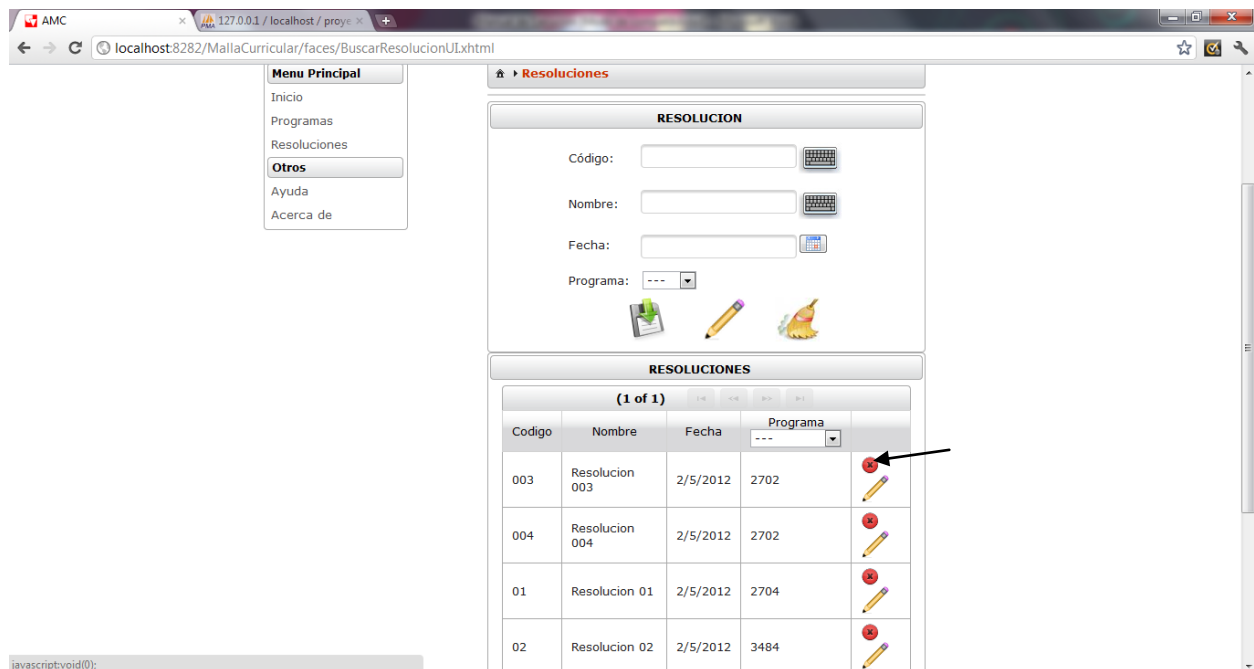 AMC
127.0.0.1 / localhost / proye
localhost:8282/MallaCurricular/faces/BuscarResolucionUI.xhtml
Menu Principal
Inicio
Programas
Resoluciones
Otros
Ayuda
Acerca de
Resoluciones
RESOLUCION
Código:
Nombre:
Fecha:
Programa: ---
RESOLUCIONES
(1 of 1)
Codigo Nombre Fecha Programa
---
003 Resolucion 003 2/5/2012 2702
004 Resolucion 004 2/5/2012 2702
01 Resolucion 01 2/5/2012 2704
02 Resolucion 02 2/5/2012 3484
javascript:void(0);